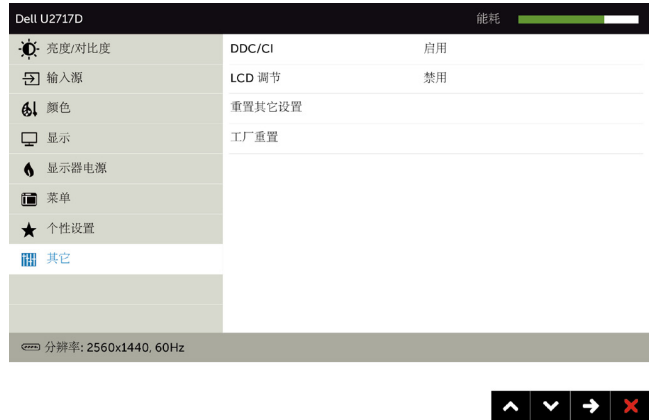 Dell U2717D 能耗
亮度/对比度
输入源
颜色
显示
显示器电源
菜单
个性设置
其它
DDC/CI 启用
LCD 调节 禁用
重置其它设置
工厂重置
分辨率: 2560x1440, 60Hz